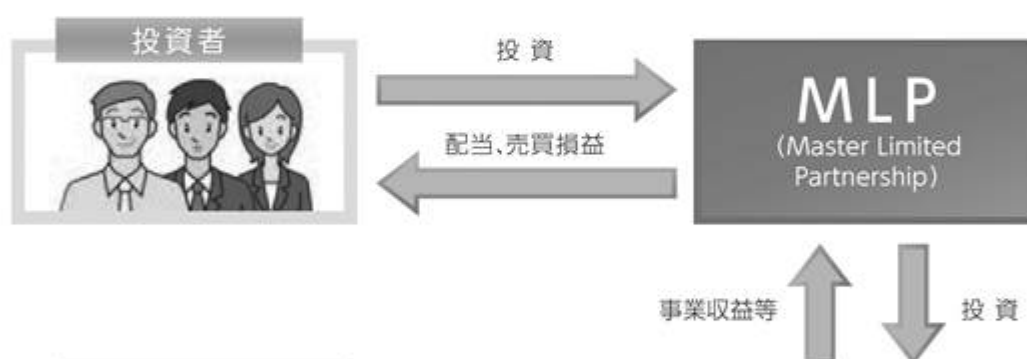 投資者
投資
配当、売買損益
MLP
(Master Limited
Partnership)
事業収益等
投資